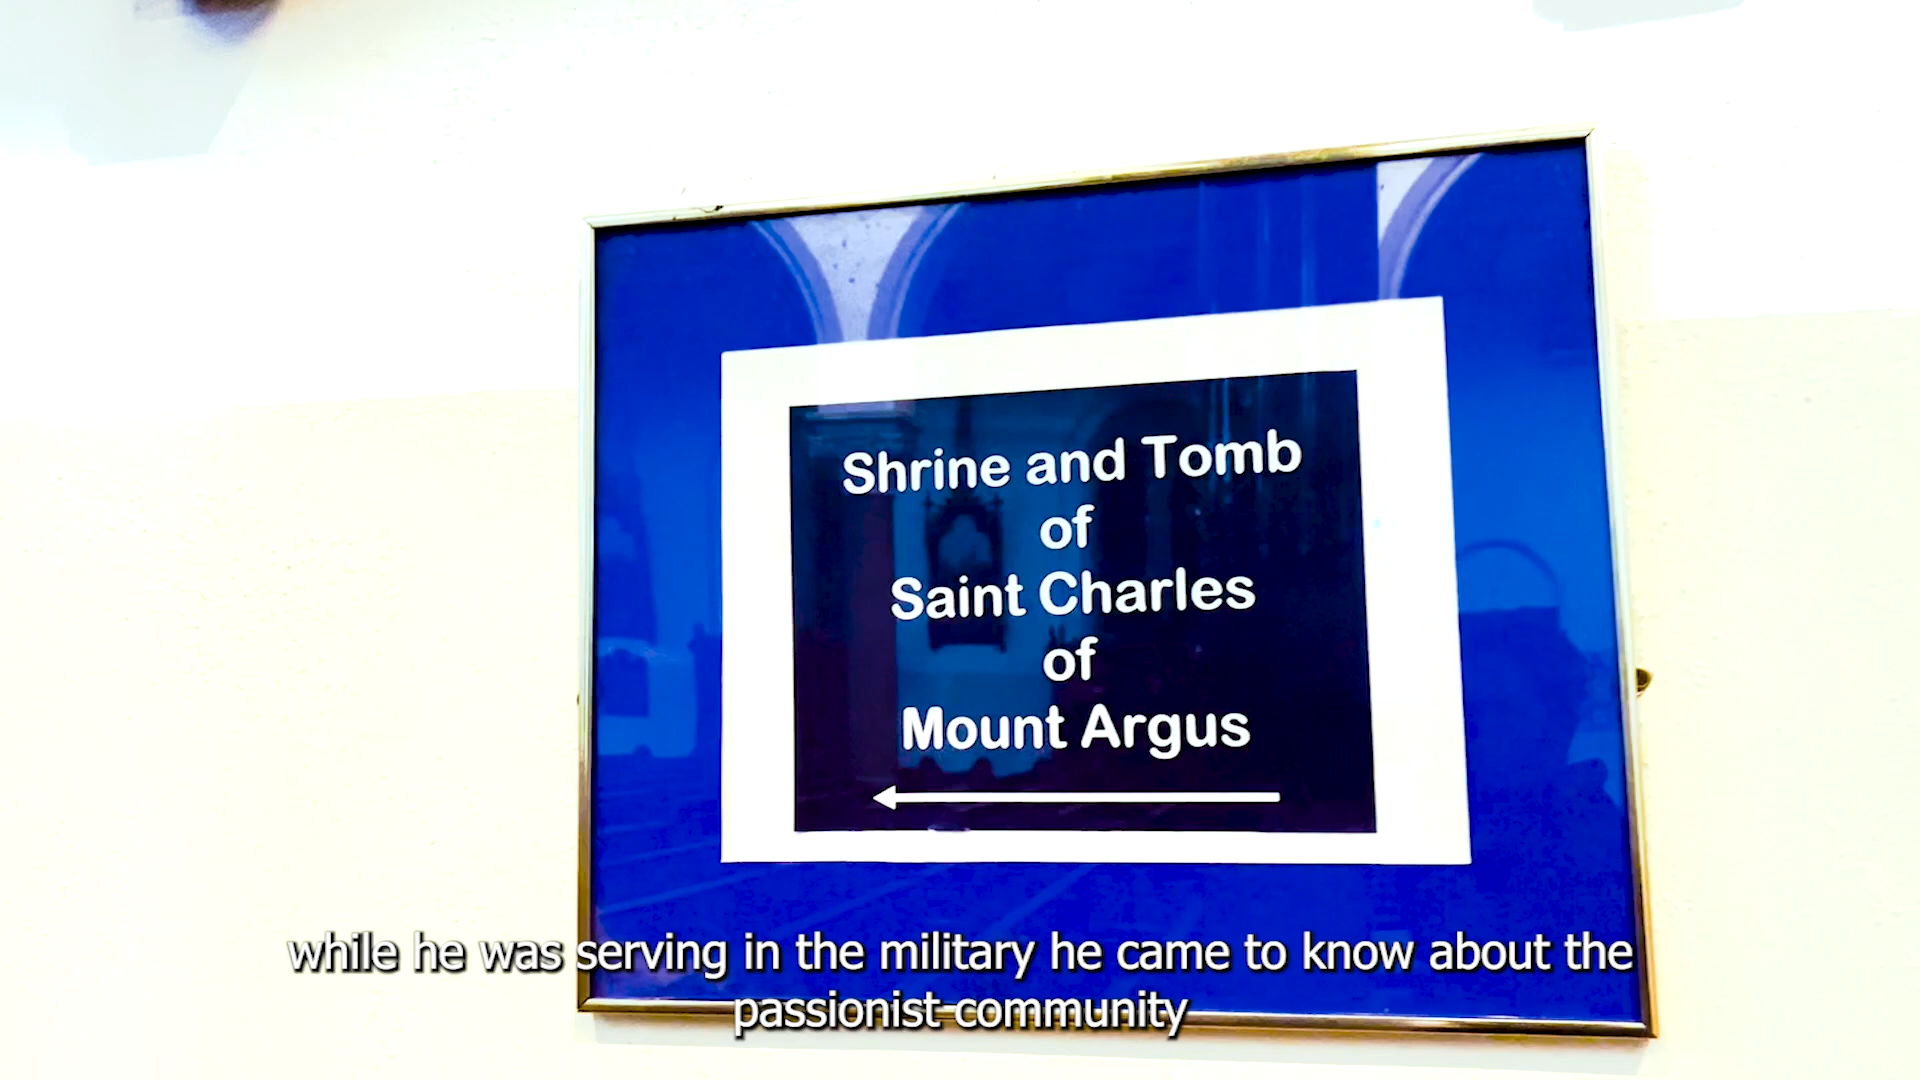 Shrine and Tomb
of
Saint Charles
of
Mount Argus
while he was serving in the military he came to know about the
passionist community